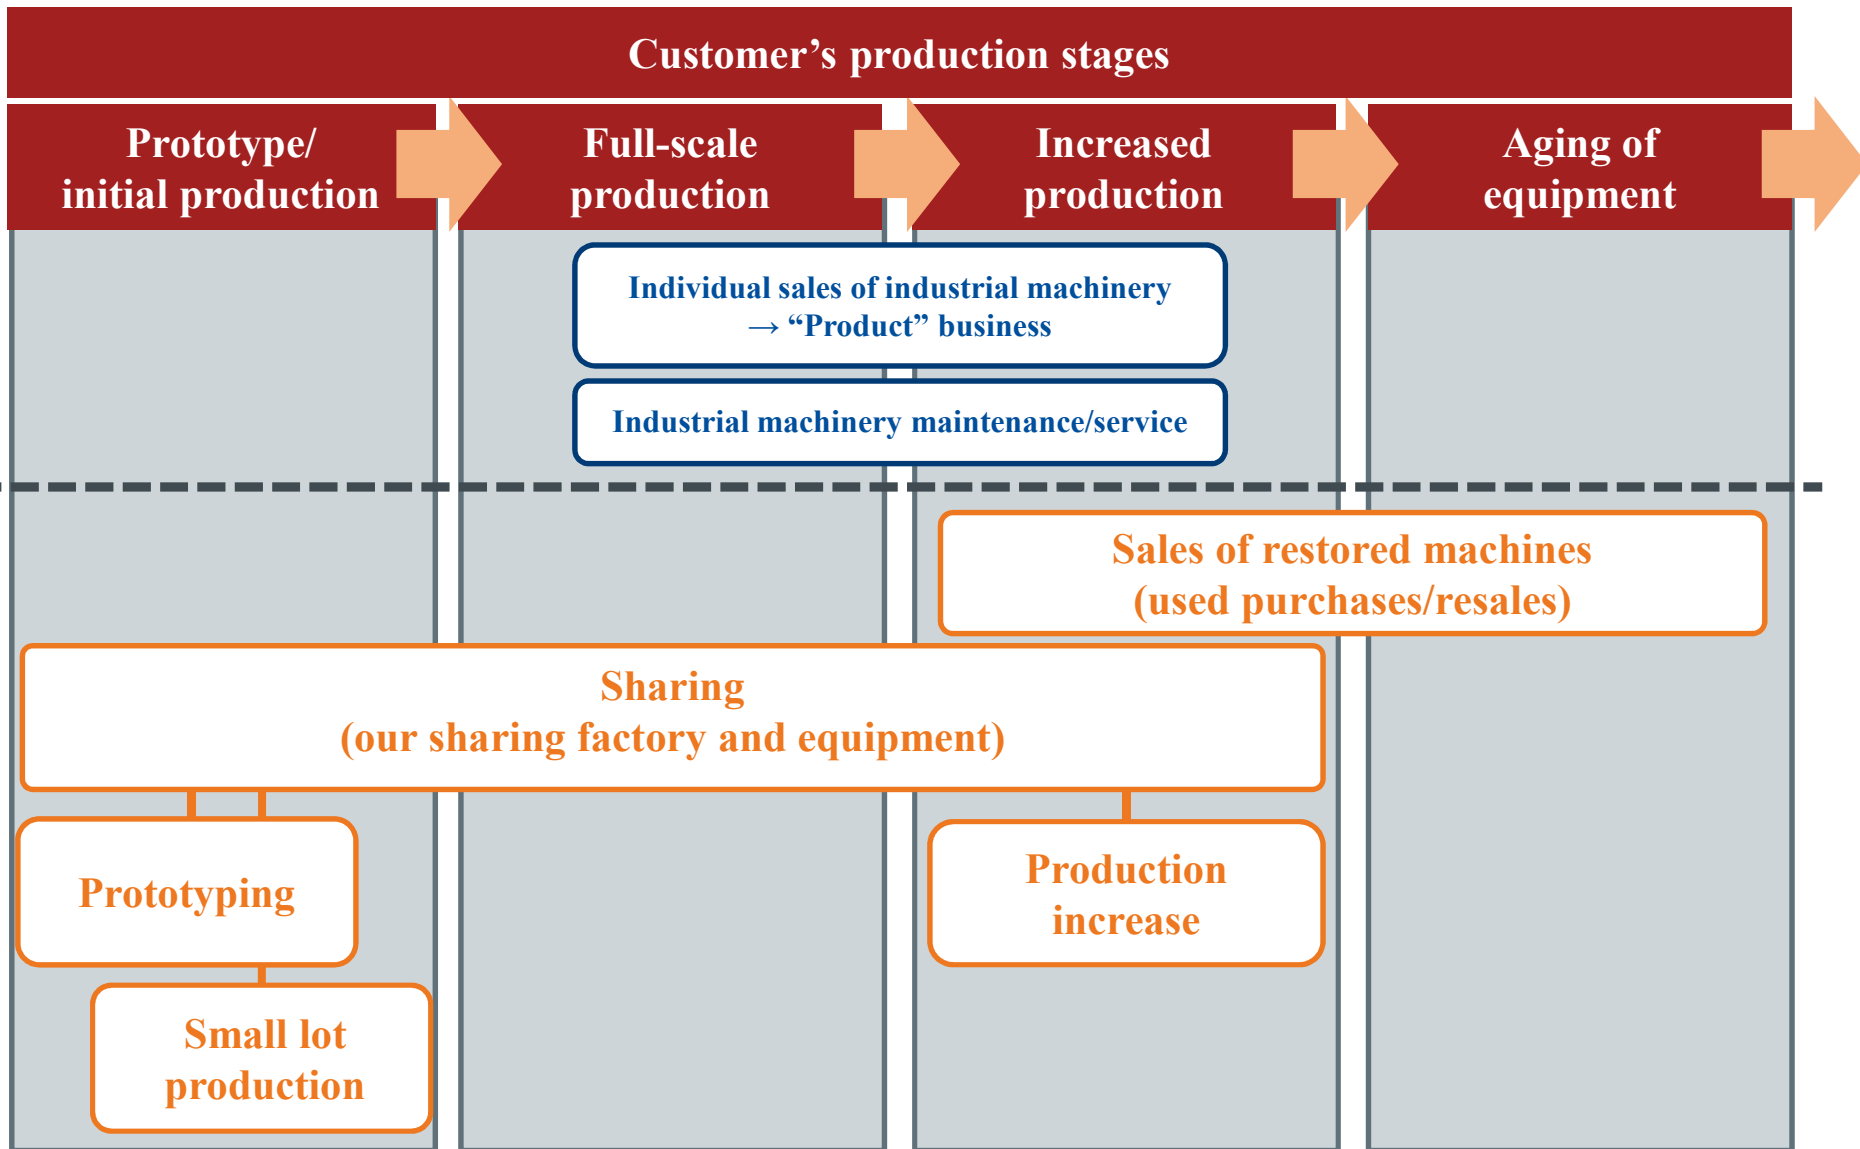 Customer’s production stages
Prototype/
initial production
Full-scale
production
Increased
production
Aging of
equipment
Individual sales of industrial machinery
→ “Product” business
Industrial machinery maintenance/service
Sales of restored machines
(used purchases/resales)
Sharing
(our sharing factory and equipment)
Prototyping
Production
increase
Small lot
production